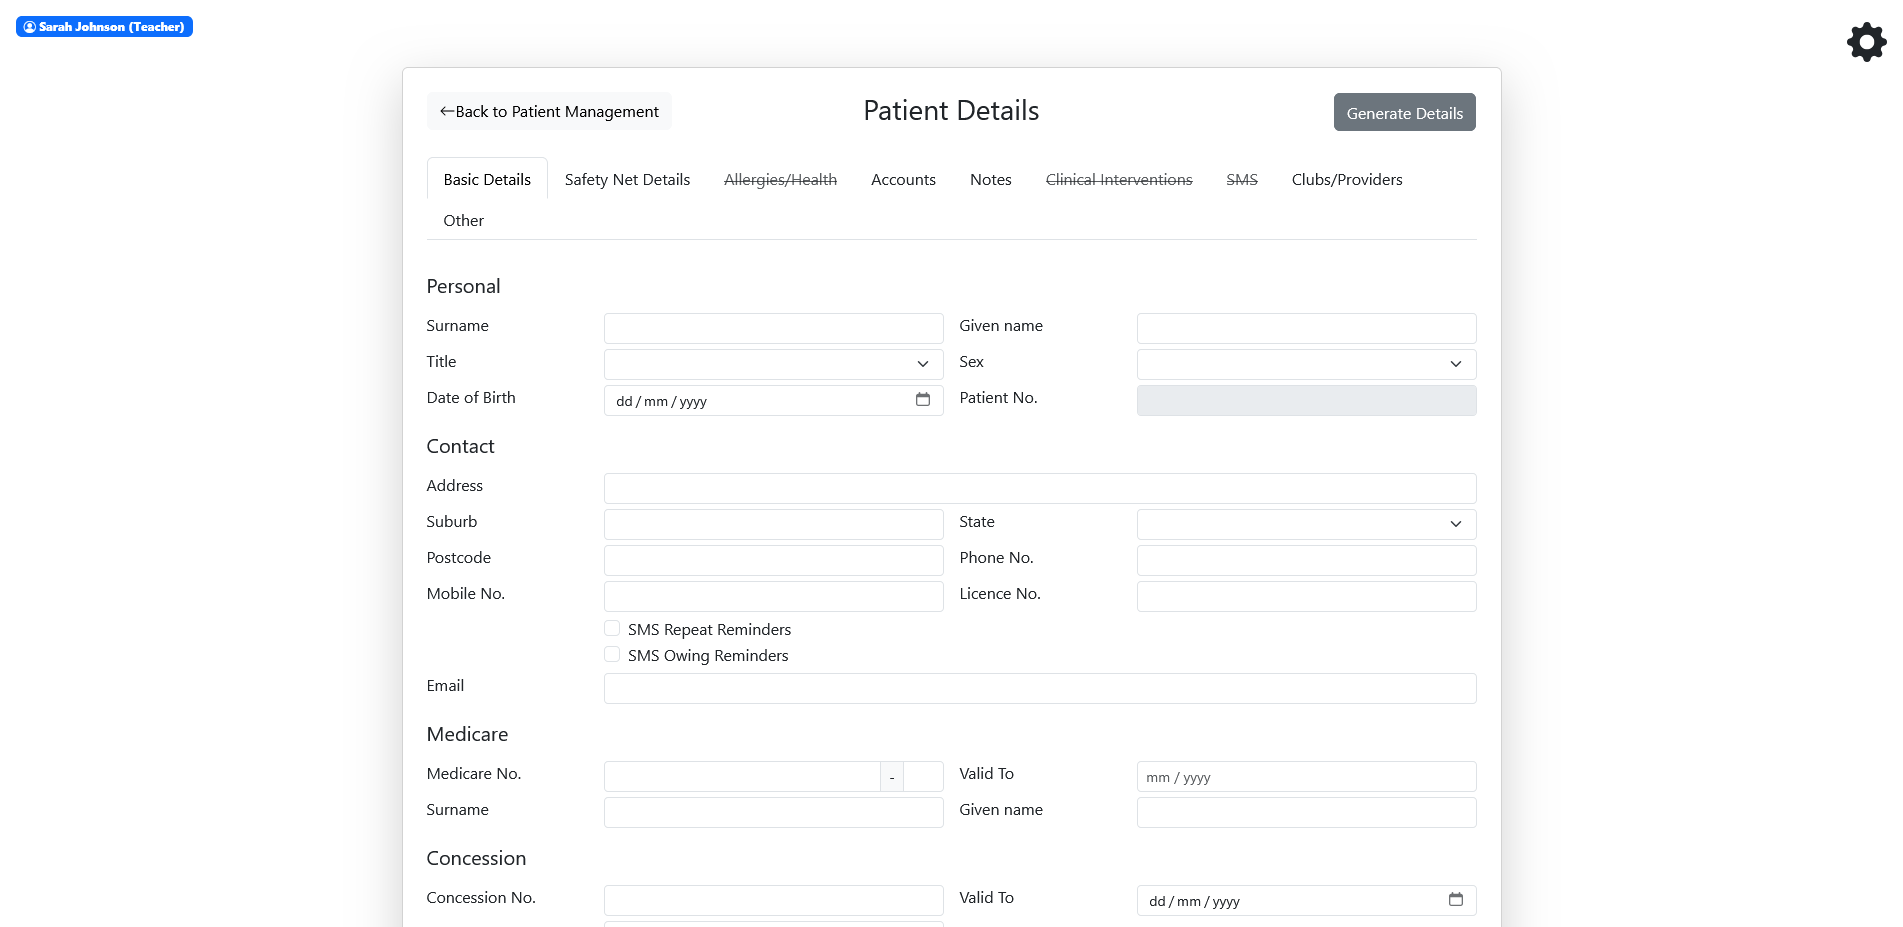 Sarah Johnson (Teacher)
←Back to Patient Management
Patient Details
Generate Details
Basic Details
Safety Net Details
Allergies/Health
Accounts
Notes
Clinical Interventions
SMS
Clubs/Providers
Other
Personal
Surname
Given name
Title
Sex
Date of Birth
dd / mm / yyyy
Patient No.
Contact
Address
Suburb
State
Postcode
Phone No.
Mobile No.
Licence No.
SMS Repeat Reminders
SMS Owing Reminders
Email
Medicare
Medicare No.
-
Valid To
mm / yyyy
Surname
Given name
Concession
Concession No.
Valid To
dd / mm / yyyy